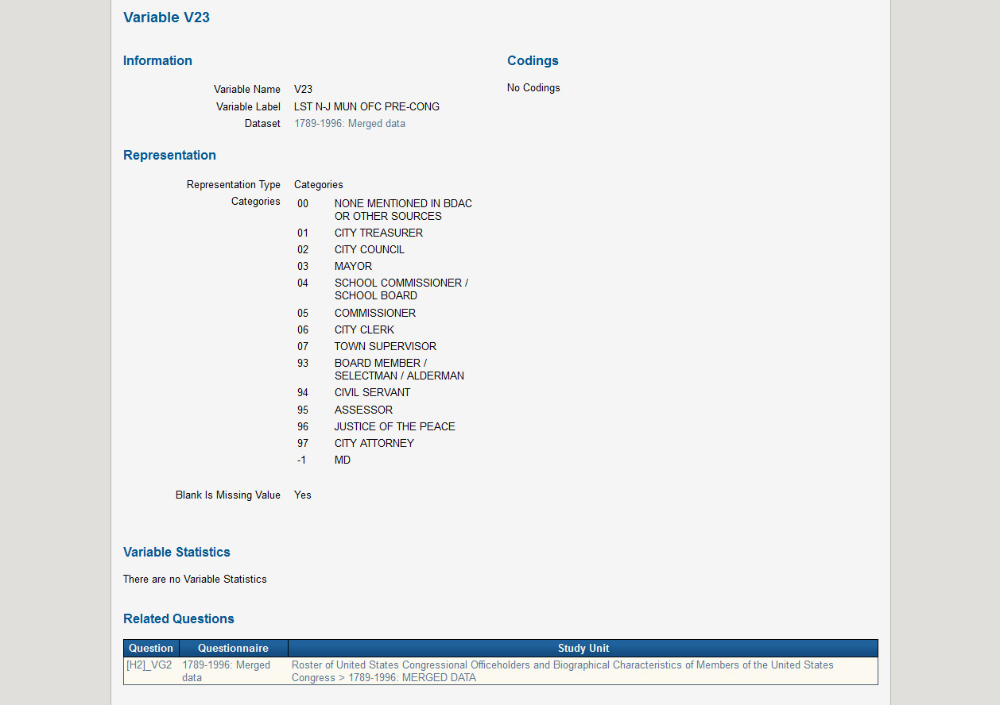 Variable V23
Information
Variable Name V23
Variable Label LST N-J MUN OFC PRE-CONG
Dataset 1789-1996: Merged data
Codings
No Codings
Representation
Representation Type Categories
Categories
00 NONE MENTIONED IN BDAC
OR OTHER SOURCES
01 CITY TREASURER
02 CITY COUNCIL
03 MAYOR
04 SCHOOL COMMISSIONER /
SCHOOL BOARD
05 COMMISSIONER
06 CITY CLERK
07 TOWN SUPERVISOR
93 BOARD MEMBER /
SELECTMAN / ALDERMAN
94 CIVIL SERVANT
95 ASSESSOR
96 JUSTICE OF THE PEACE
97 CITY ATTORNEY
-1 MD
Blank Is Missing Value Yes
Variable Statistics
There are no Variable Statistics
Related Questions
Question Questionnaire Study Unit
[H2]_VG2 1789-1996: Merged Roster of United States Congressional Officeholders and Biographical Characteristics of Members of the United States
data Congress > 1789-1996: MERGED DATA